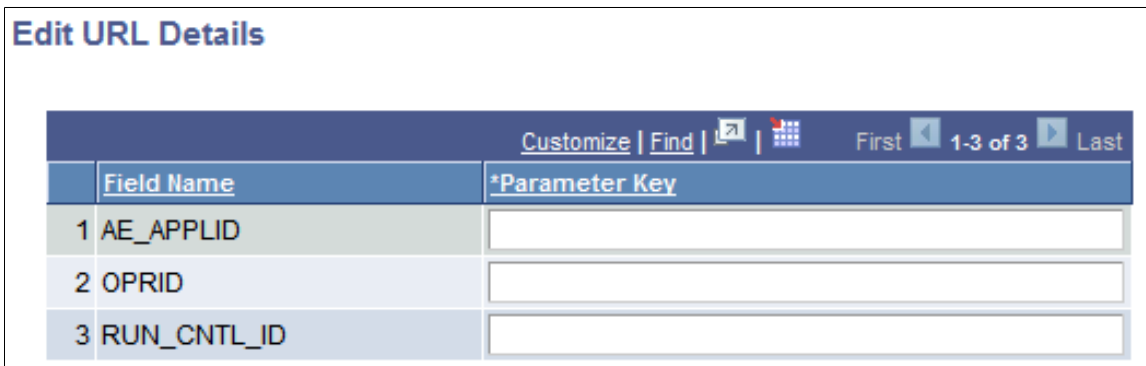 Edit URL Details
Customize | Find | | First 1-3 of 3 Last
Field Name *Parameter Key
1 AE_APPLID
2 OPRID
3 RUN_CNTL_ID